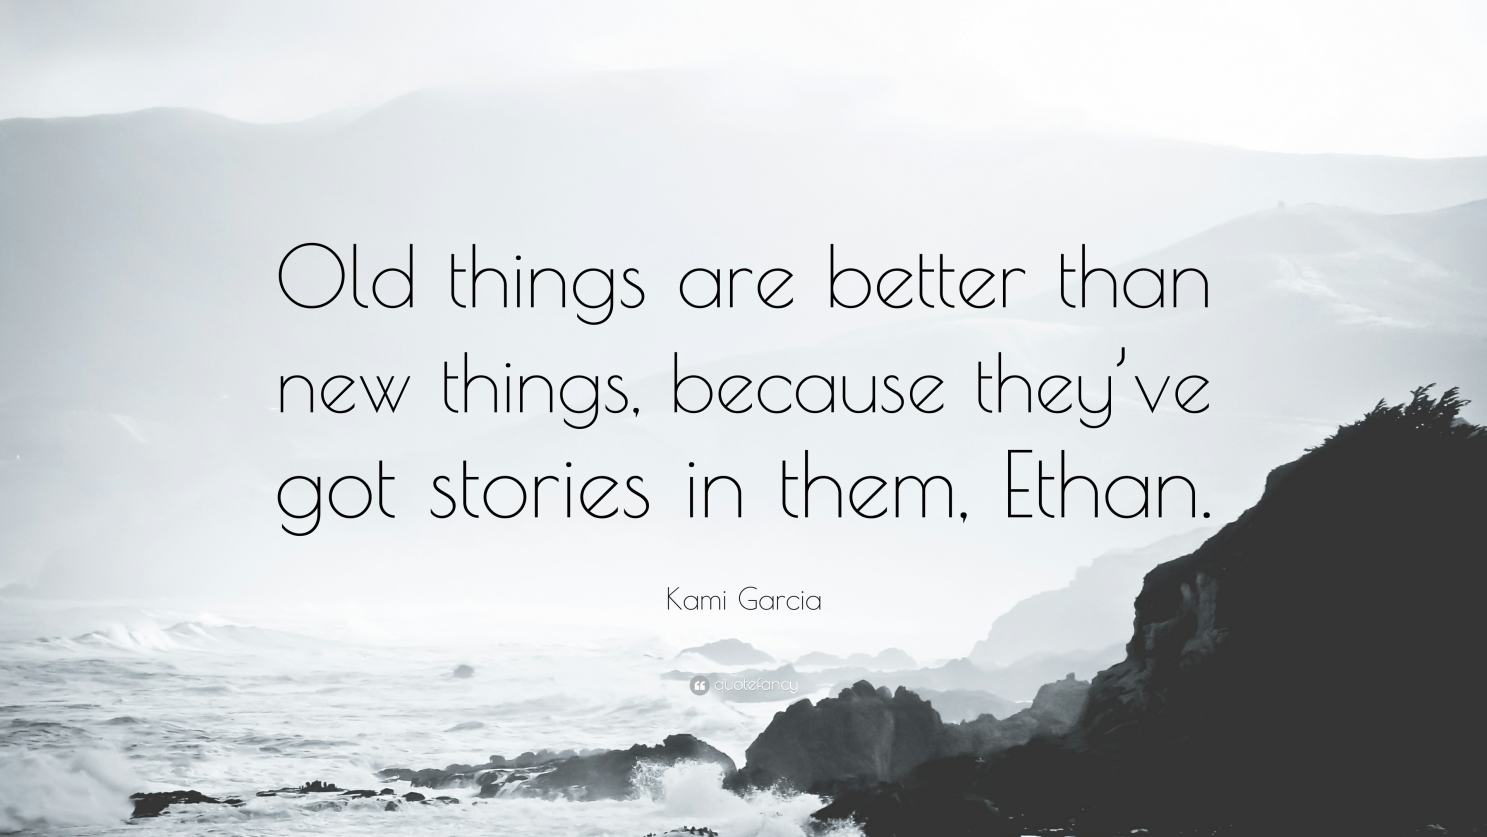 Old things are better than
new things, because they've
got stories in them, Ethan.
Kami Garcia
quotefancy